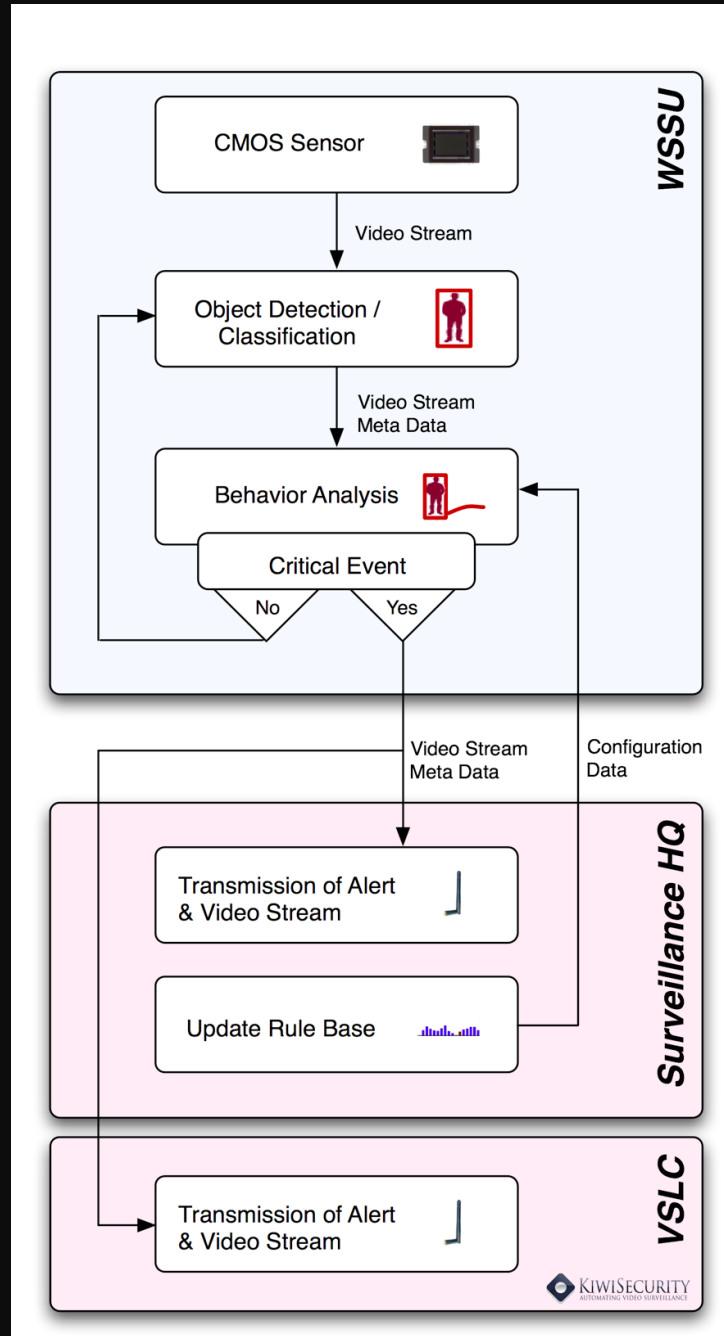 WSSU
CMOS Sensor
Video Stream
Object Detection /
Classification
Video Stream
Meta Data
Behavior Analysis
Critical Event
No
Yes
Video Stream
Meta Data
Configuration
Data
Surveillance HQ
Transmission of Alert
& Video Stream
Update Rule Base
VSLC
Transmission of Alert
& Video Stream
KIWISECURITY
AUTOMATING VIDEO SURVEILLANCE